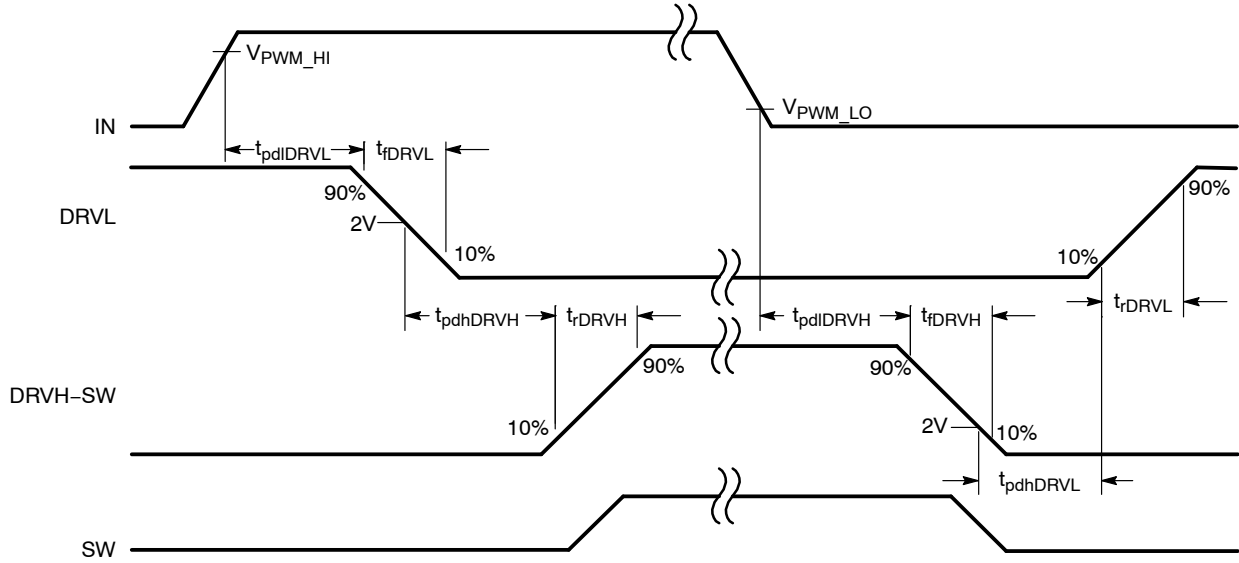 V_PWM_HI
IN
V_PWM_LO
t_pdlDRVL
t_fDRVL
90%
DRVL
2V
10%
10%
90%
t_pdhDRVH
t_rDRVH
t_pdlDRVH
t_fDRVH
t_rDRVL
90%
90%
DRVH–SW
10%
2V
10%
t_pdhDRVL
SW